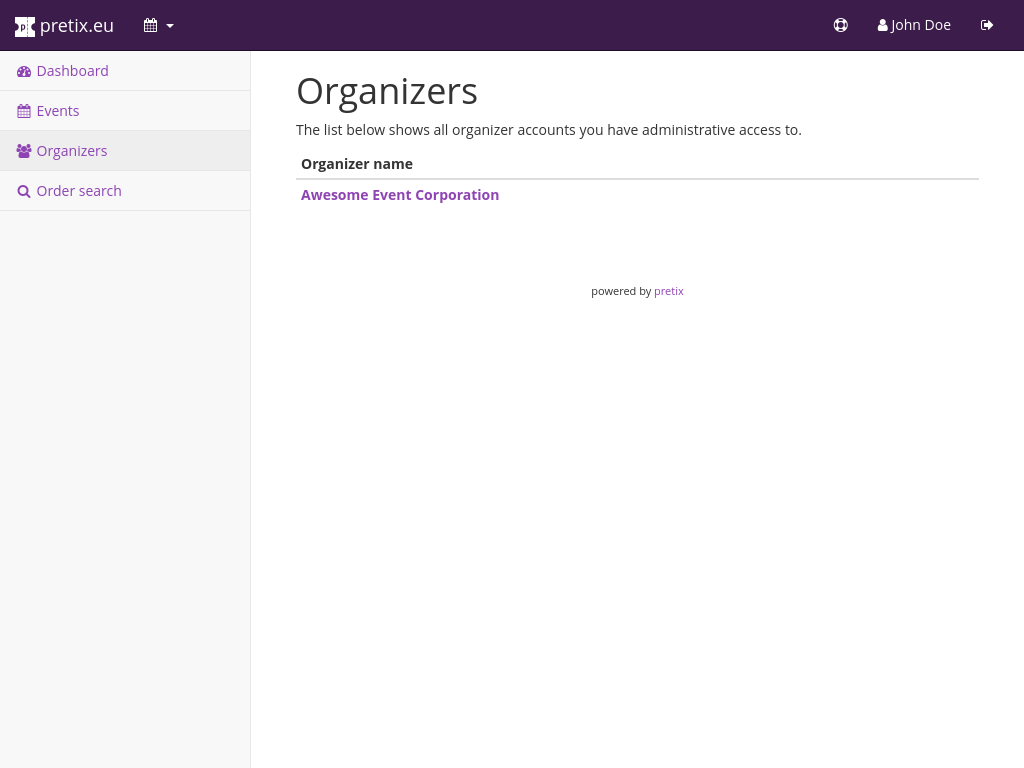 pretix.eu
John Doe
Dashboard
Events
Organizers
Order search
Organizers
The list below shows all organizer accounts you have administrative access to.
Organizer name
Awesome Event Corporation
powered by pretix